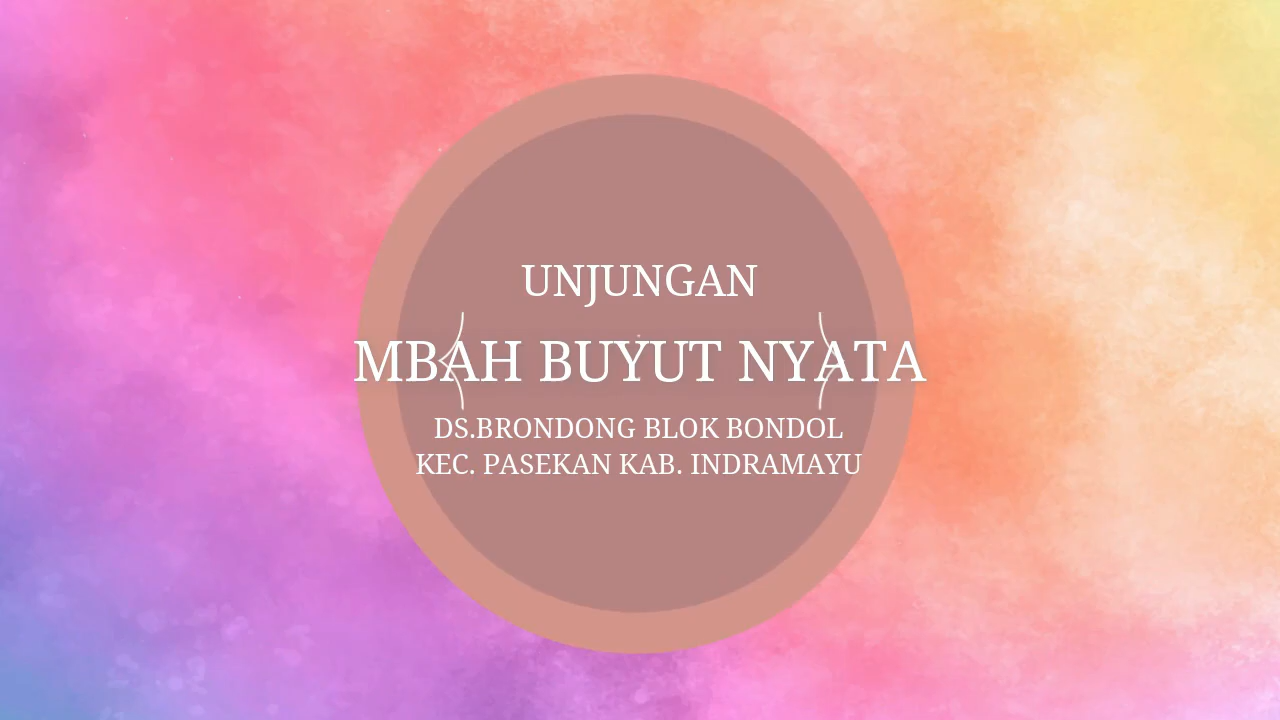 UNJUNGAN
MBAH BUYUT NYATA
DS.BRONDONG BLOK BONDOL
KEC. PASEKAN KAB. INDRAMAYU